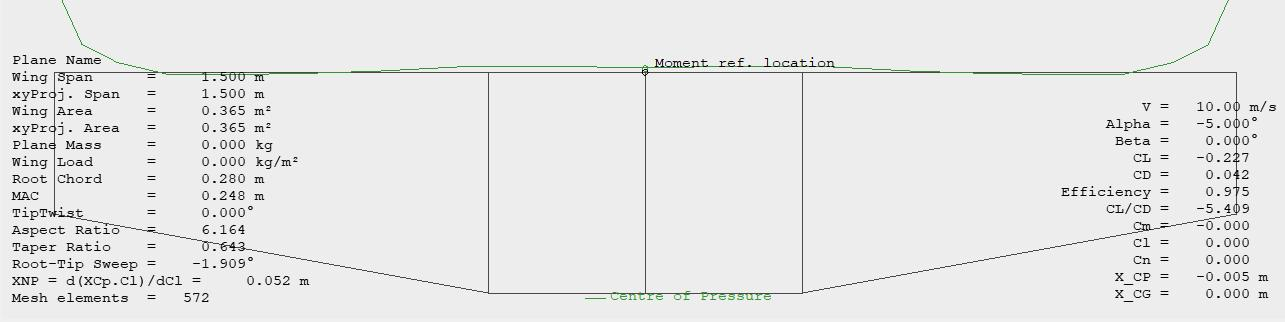 Plane Name
Wing Span = 1.500 m
xyProj. Span = 1.500 m
Wing Area = 0.365 m²
xyProj. Area = 0.365 m²
Plane Mass = 0.000 kg
Wing Load = 0.000 kg/m²
Root Chord = 0.280 m
MAC = 0.248 m
TipTwist = 0.000°
Aspect Ratio = 6.164
Taper Ratio = 0.643
Root-Tip Sweep = -1.909°
XNP = d(XCp.Cl)/dCl = 0.052 m
Mesh elements = 572
Moment ref. location
Centre of Pressure
V = 10.00 m/s
Alpha = -5.000°
Beta = 0.000°
CL = -0.227
CD = 0.042
Efficiency = 0.975
CL/CD = -5.409
Cm = -0.000
Cl = 0.000
Cn = 0.000
X_CP = -0.005 m
X_CG = 0.000 m